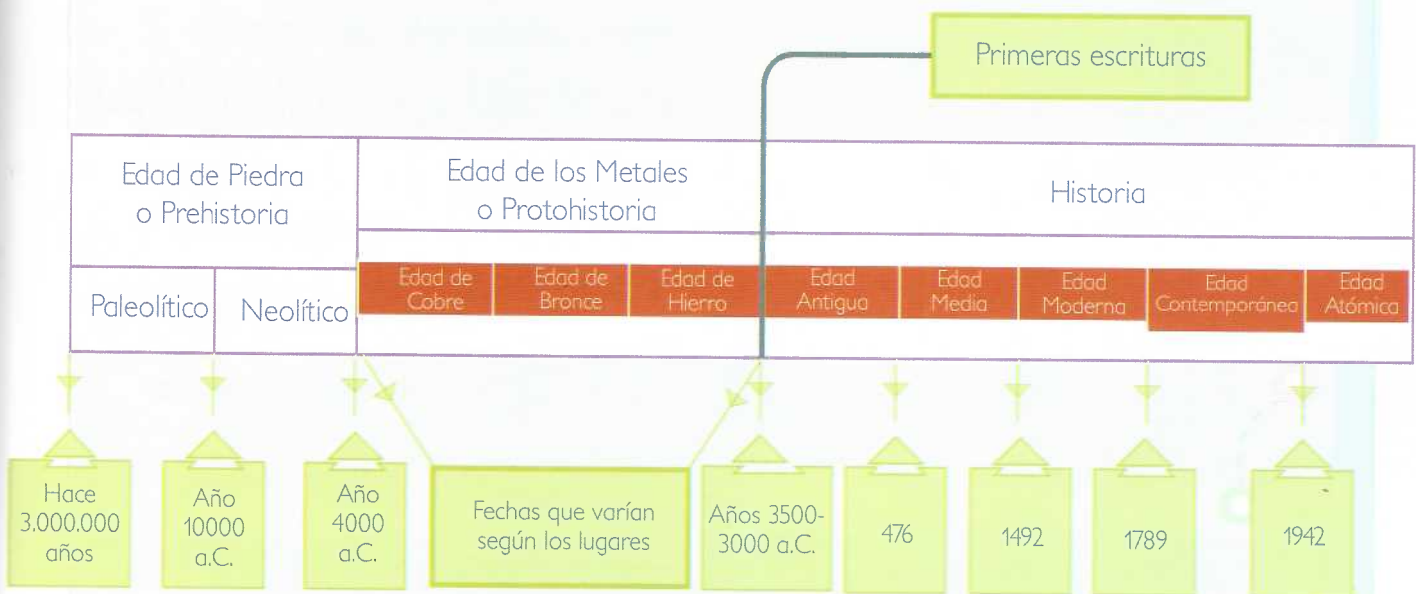 Primeras escrituras
Edad de Piedra
o Prehistoria
Edad de los Metales
o Protohistoria
Historia
Paleolítico
Neolítico
Edad de
Cobre
Edad de
Bronce
Edad de
Hierro
Edad
Antigua
Edad
Media
Edad
Moderna
Edad
Contemporánea
Edad
Atómica
Hace
3.000.000
años
Año
10000
a.C.
Año
4000
a.C.
Fechas que varían
según los lugares
Años 3500-
3000 a.C.
476
1492
1789
1942